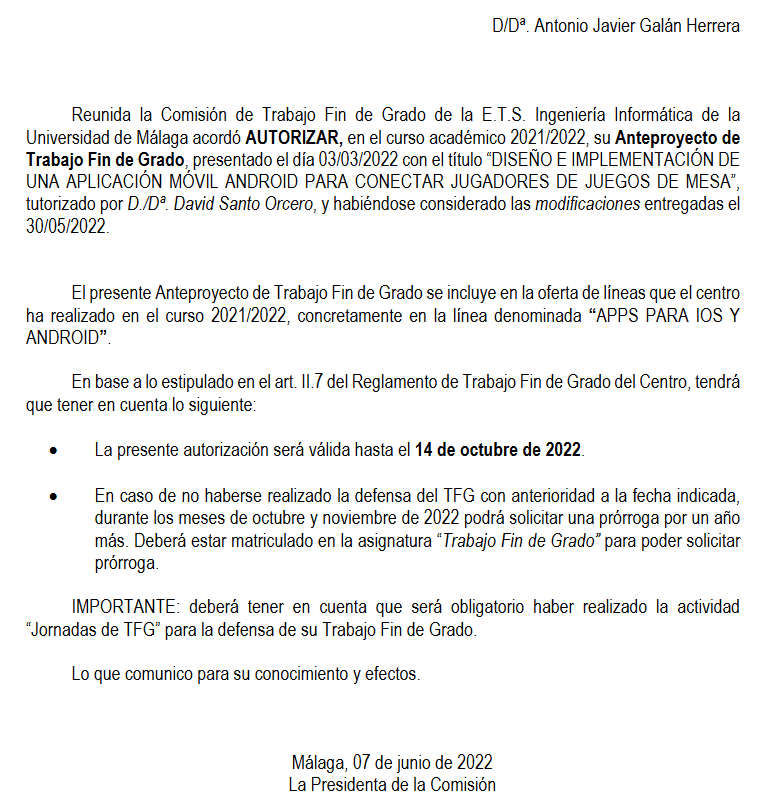 D/Dª. Antonio Javier Galán Herrera
Reunida la Comisión de Trabajo Fin de Grado de la E.T.S. Ingeniería Informática de la
Universidad de Málaga acordó AUTORIZAR, en el curso académico 2021/2022, su Anteproyecto de
Trabajo Fin de Grado, presentado el día 03/03/2022 con el título “DISEÑO E IMPLEMENTACIÓN DE
UNA APLICACIÓN MÓVIL ANDROID PARA CONECTAR JUGADORES DE JUEGOS DE MESA”,
tutorizado por D./Dª. David Santo Orcero, y habiéndose considerado las modificaciones entregadas el
30/05/2022.
El presente Anteproyecto de Trabajo Fin de Grado se incluye en la oferta de líneas que el centro
ha realizado en el curso 2021/2022, concretamente en la línea denominada “APPS PARA IOS Y
ANDROID”.
En base a lo estipulado en el art. II.7 del Reglamento de Trabajo Fin de Grado del Centro, tendrá
que tener en cuenta lo siguiente:
• La presente autorización será válida hasta el 14 de octubre de 2022.
• En caso de no haberse realizado la defensa del TFG con anterioridad a la fecha indicada,
durante los meses de octubre y noviembre de 2022 podrá solicitar una prórroga por un año
más. Deberá estar matriculado en la asignatura “Trabajo Fin de Grado” para poder solicitar
prórroga.
IMPORTANTE: deberá tener en cuenta que será obligatorio haber realizado la actividad
“Jornadas de TFG” para la defensa de su Trabajo Fin de Grado.
Lo que comunico para su conocimiento y efectos.
Málaga, 07 de junio de 2022
La Presidenta de la Comisión